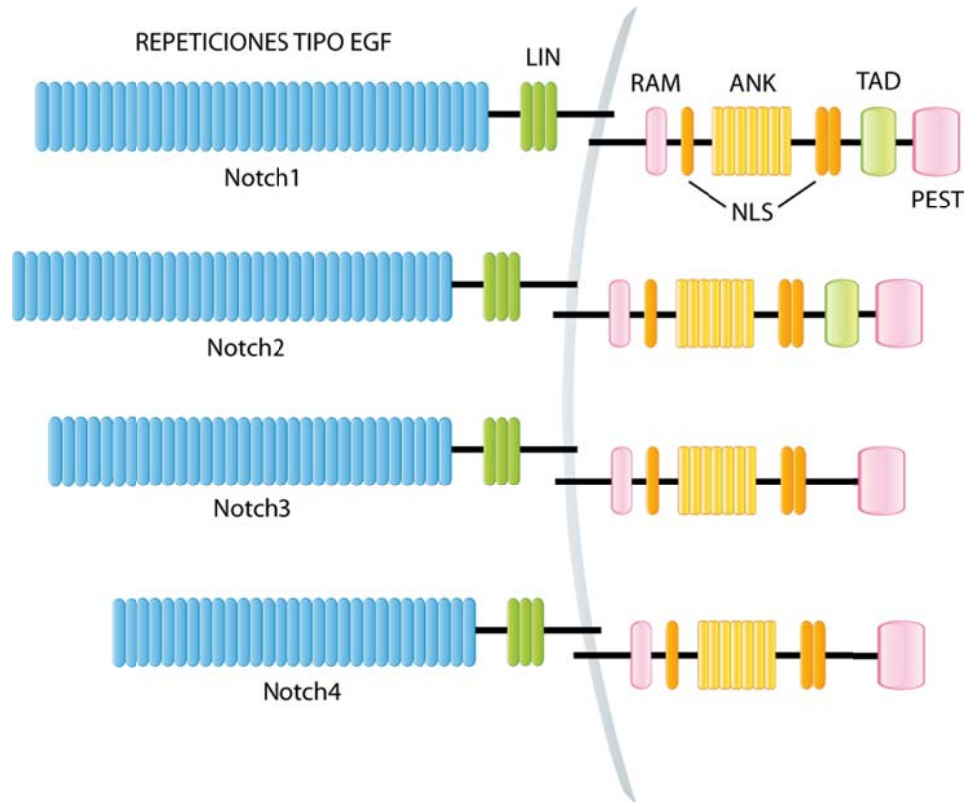 REPETICIONES TIPO EGF
LIN
RAM
ANK
TAD
Notch1
NLS
PEST
Notch2
Notch3
Notch4